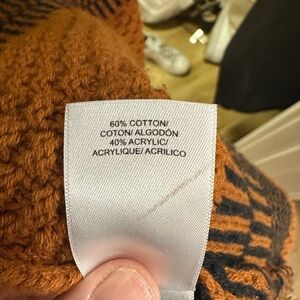 60% COTTON/
COTON/ ALGODÓN
40% ACRYLIC/
ACRYLIQUE/ ACRILICO